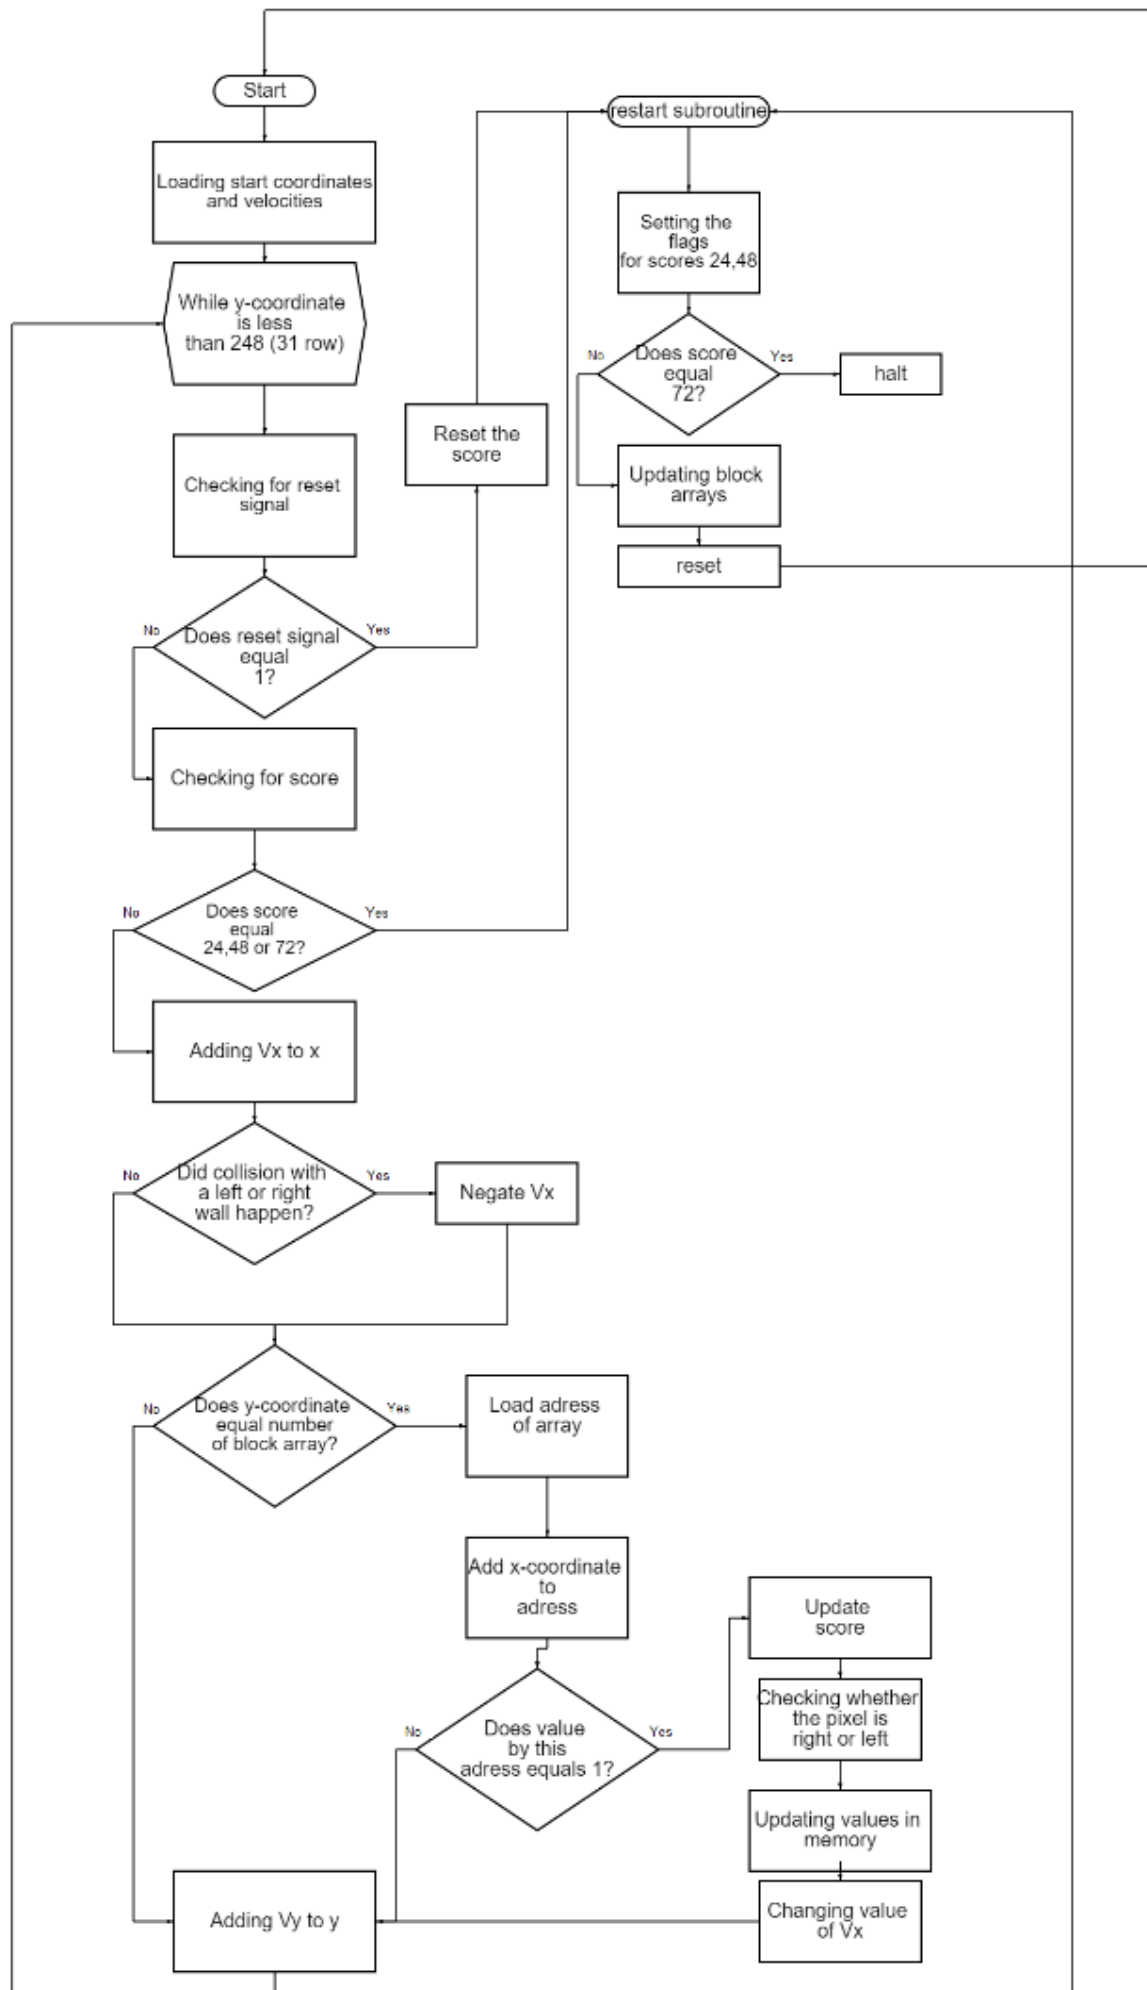 Start
Loading start coordinates
and velocities
While y-coordinate
is less
than 248 (31 row)
Checking for reset
signal
No
Does reset signal
equal
1?
Yes
Reset the
score
restart subroutine
Setting the
flags
for scores 24,48
No
Does score
equal
72?
Yes
halt
Updating block
arrays
reset
Checking for score
No
Does score
equal
24,48 or 72?
Yes
Adding Vx to x
No
Did collision with
a left or right
wall happen?
Yes
Negate Vx
No
Does y-coordinate
equal number
of block array?
Yes
Load adress
of array
Add x-coordinate
to
adress
No
Does value
by this
adress equals 1?
Yes
Update
score
Checking whether
the pixel is
right or left
Updating values in
memory
Changing value
of Vx
Adding Vy to y